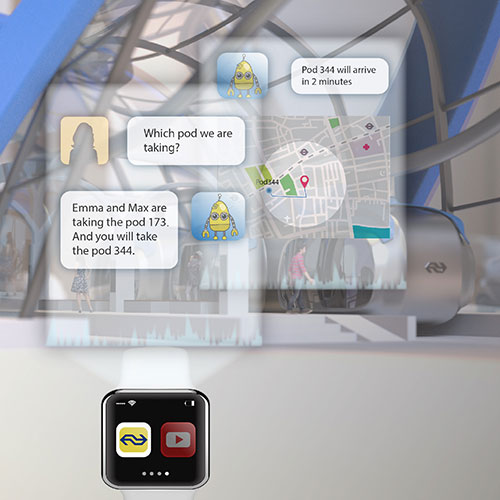 Pod 344 will arrive
in 2 minutes
Which pod we are
taking?
Pod344
Emma and Max are
taking the pod 173.
And you will take
the pod 344.